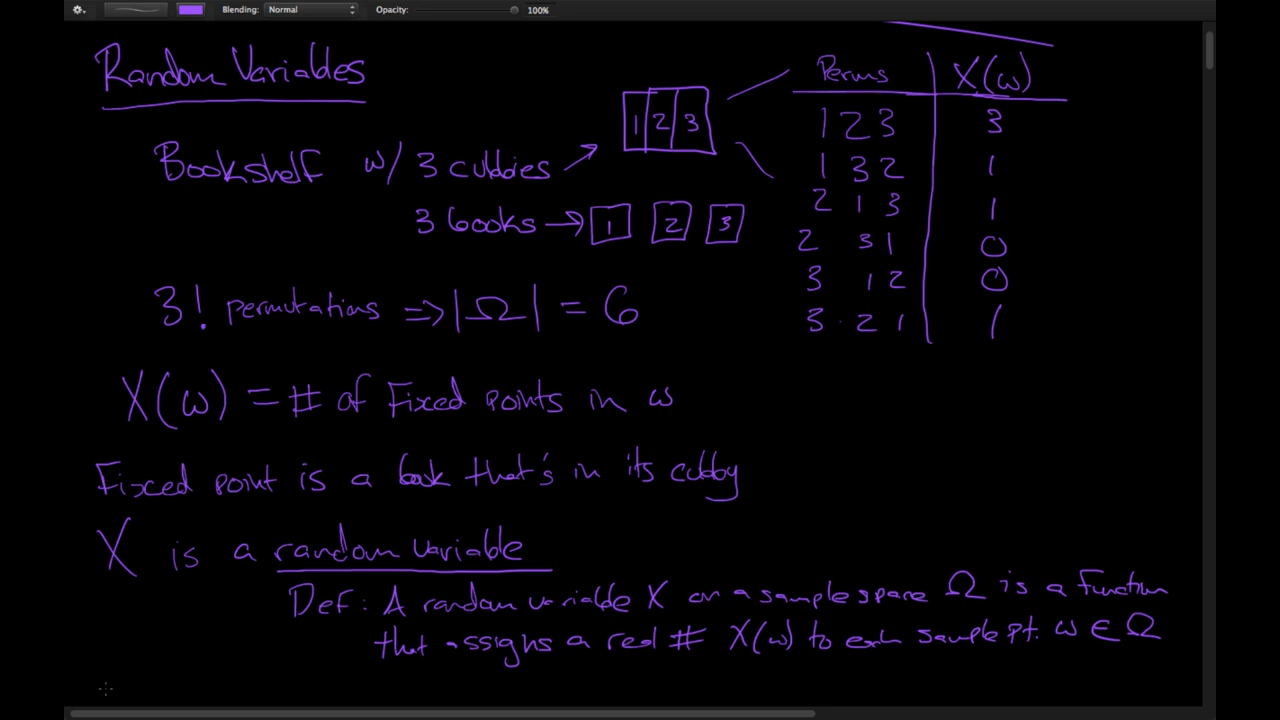 Blending: Normal Opacity: 100%
Random Variables
Bookshelf w/ 3 cubbies → 1 2 3
3 books → 1 2 3
3! permutations => |Ω| = 6
X(ω) = # of Fixed points in ω
Fixed point is a book that's in its cubby
X is a random variable
Def: A random variable X on a sample space Ω is a function
that assigns a real # X(ω) to each sample pt. ω ∈ Ω
Perms X(ω)
1 2 3 3
1 3 2 1
2 1 3 1
2 3 1 0
3 1 2 0
3 2 1 1